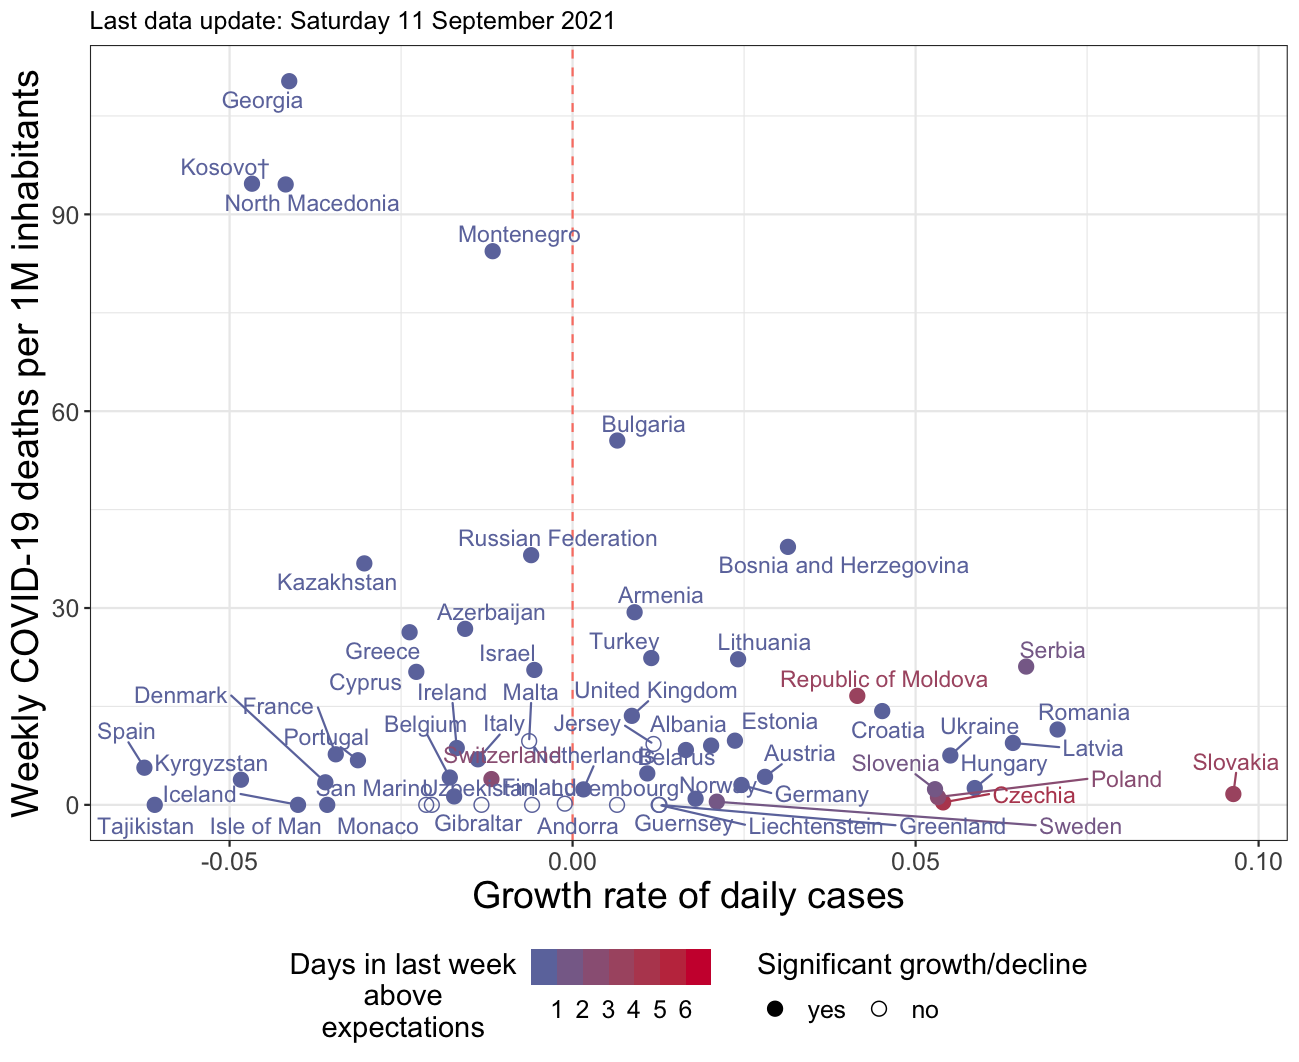 Last data update: Saturday 11 September 2021
Weekly COVID-19 deaths per 1M inhabitants
90
60
30
0
Georgia
Kosovo†
North Macedonia
Montenegro
Bulgaria
Russian Federation
Bosnia and Herzegovina
Kazakhstan
Armenia
Azerbaijan
Turkey
Lithuania
Greece
Israel
Serbia
Cyprus
Republic of Moldova
Denmark
Ireland
Malta
United Kingdom
France
Belgium
Italy
Jersey
Albania
Estonia
Croatia
Ukraine
Romania
Spain
Portugal
Latvia
Switzerland
Netherlands
Belarus
Austria
Kyrgyzstan
Slovenia
Hungary
Slovakia
Poland
Iceland
San Marino
Uzbekistan
Finland
Luxembourg
Norway
Germany
Czechia
Tajikistan
Isle of Man
Monaco
Gibraltar
Andorra
Guernsey
Liechtenstein
Greenland
Sweden
-0.05
0.00
0.05
0.10
Growth rate of daily cases
Days in last week
above
expectations
1 2 3 4 5 6
Significant growth/decline
yes
no